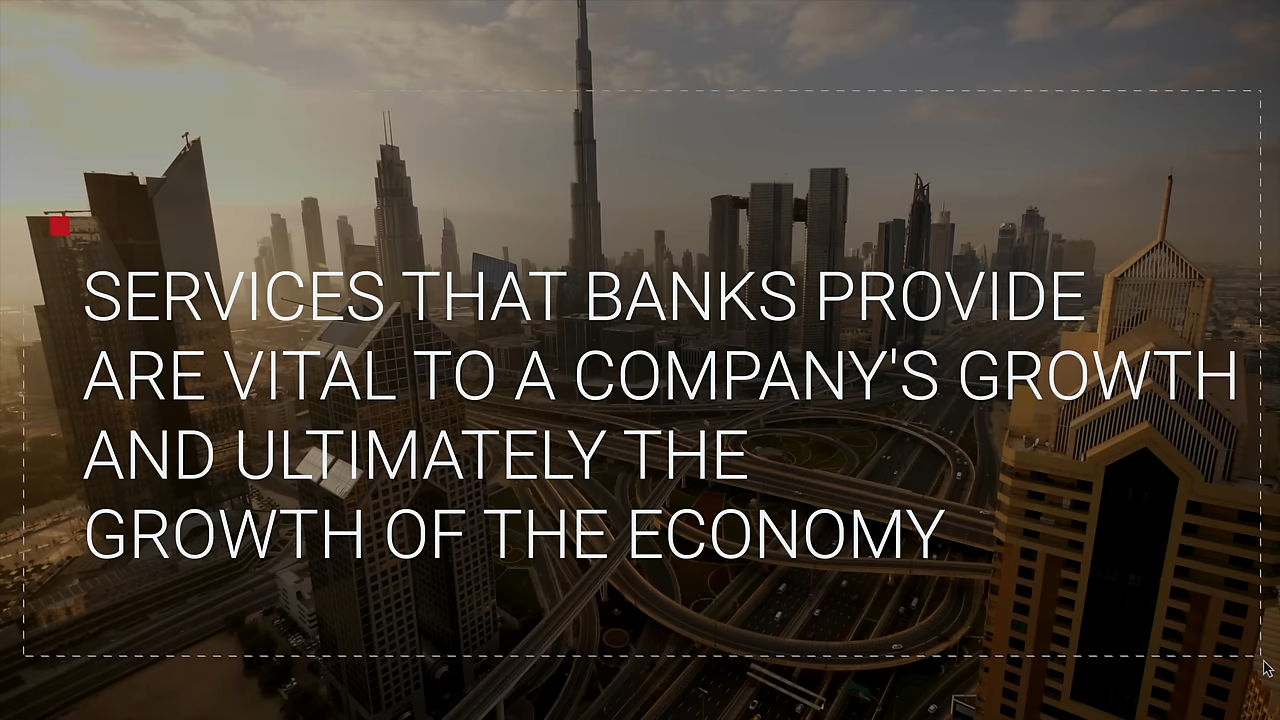 SERVICES THAT BANKS PROVIDE
ARE VITAL TO A COMPANY'S GROWTH
AND ULTIMATELY THE
GROWTH OF THE ECONOMY